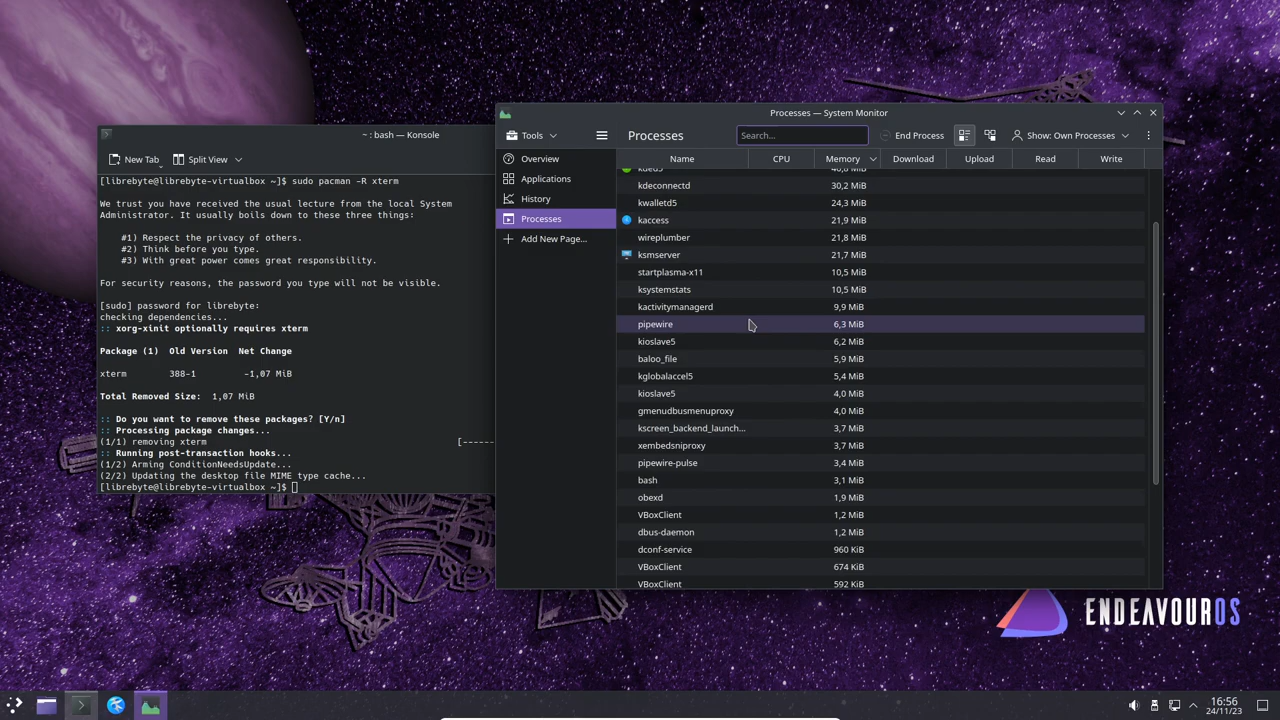 ~ : bash — Konsole
New Tab
Split View
[librebyte@librebyte-virtualbox ~]$ sudo pacman -R xterm
We trust you have received the usual lecture from the local System
Administrator. It usually boils down to these three things:
#1) Respect the privacy of others.
#2) Think before you type.
#3) With great power comes great responsibility.
For security reasons, the password you type will not be visible.
[sudo] password for librebyte:
checking dependencies...
:: xorg-xinit optionally requires xterm
Package (1) Old Version Net Change
xterm 388-1 -1,07 MiB
Total Removed Size: 1,07 MiB
:: Do you want to remove these packages? [Y/n]
:: Processing package changes...
(1/1) removing xterm [------
:: Running post-transaction hooks...
(1/2) Arming ConditionNeedsUpdate...
(2/2) Updating the desktop file MIME type cache...
[librebyte@librebyte-virtualbox ~]$
Processes — System Monitor
Tools
Processes
Search...
End Process
Show: Own Processes
Overview
Applications
History
Processes
Add New Page...
Name CPU Memory Download Upload Read Write
kded5 40,8 MiB
kdeconnectd 30,2 MiB
kwalletd5 24,3 MiB
kaccess 21,9 MiB
wireplumber 21,8 MiB
ksmserver 21,7 MiB
startplasma-x11 10,5 MiB
ksystemstats 10,5 MiB
kactivitymanagerd 9,9 MiB
pipewire 6,3 MiB
kioslave5 6,2 MiB
baloo_file 5,9 MiB
kglobalaccel5 5,4 MiB
kioslave5 4,0 MiB
gmenudbusmenuproxy 4,0 MiB
kscreen_backend_launch... 3,7 MiB
xembedsniproxy 3,7 MiB
pipewire-pulse 3,4 MiB
bash 3,1 MiB
obexd 1,9 MiB
VBoxClient 1,2 MiB
dbus-daemon 1,2 MiB
dconf-service 960 KiB
VBoxClient 674 KiB
VBoxClient 592 KiB
ENDEAVOUROS
16:56
24/11/23